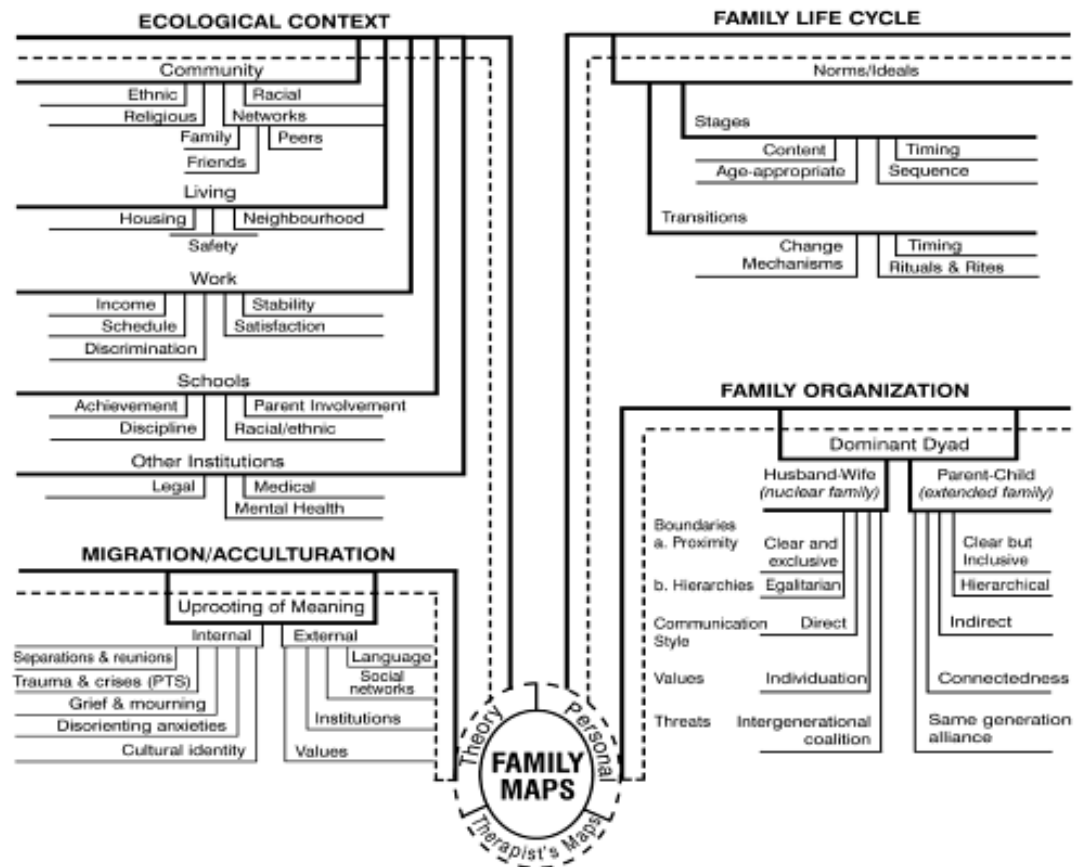 ECOLOGICAL CONTEXT
Community
Ethnic Racial
Religious Networks
Family Peers
Friends
Living
Housing Neighbourhood
Safety
Work
Income Stability
Schedule Satisfaction
Discrimination
Schools
Achievement Parent Involvement
Discipline Racial/ethnic
Other Institutions
Legal Medical
Mental Health
MIGRATION/ACCULTURATION
Uprooting of Meaning
Internal External
Separations & reunions Language
Trauma & crises (PTS) Social
networks
Grief & mourning
Disorienting anxieties Institutions
Cultural identity Values
FAMILY LIFE CYCLE
Norms/Ideals
Stages
Content Timing
Age-appropriate Sequence
Transitions
Change Timing
Mechanisms Rituals & Rites
FAMILY ORGANIZATION
Dominant Dyad
Husband-Wife Parent-Child
(nuclear family) (extended family)
Boundaries
a. Proximity Clear and Clear but
exclusive Inclusive
b. Hierarchies Egalitarian Hierarchical
Communication Direct Indirect
Style
Values Individuation Connectedness
Threats Intergenerational Same generation
coalition alliance
Theory Personal
FAMILY
MAPS
Therapist's Maps